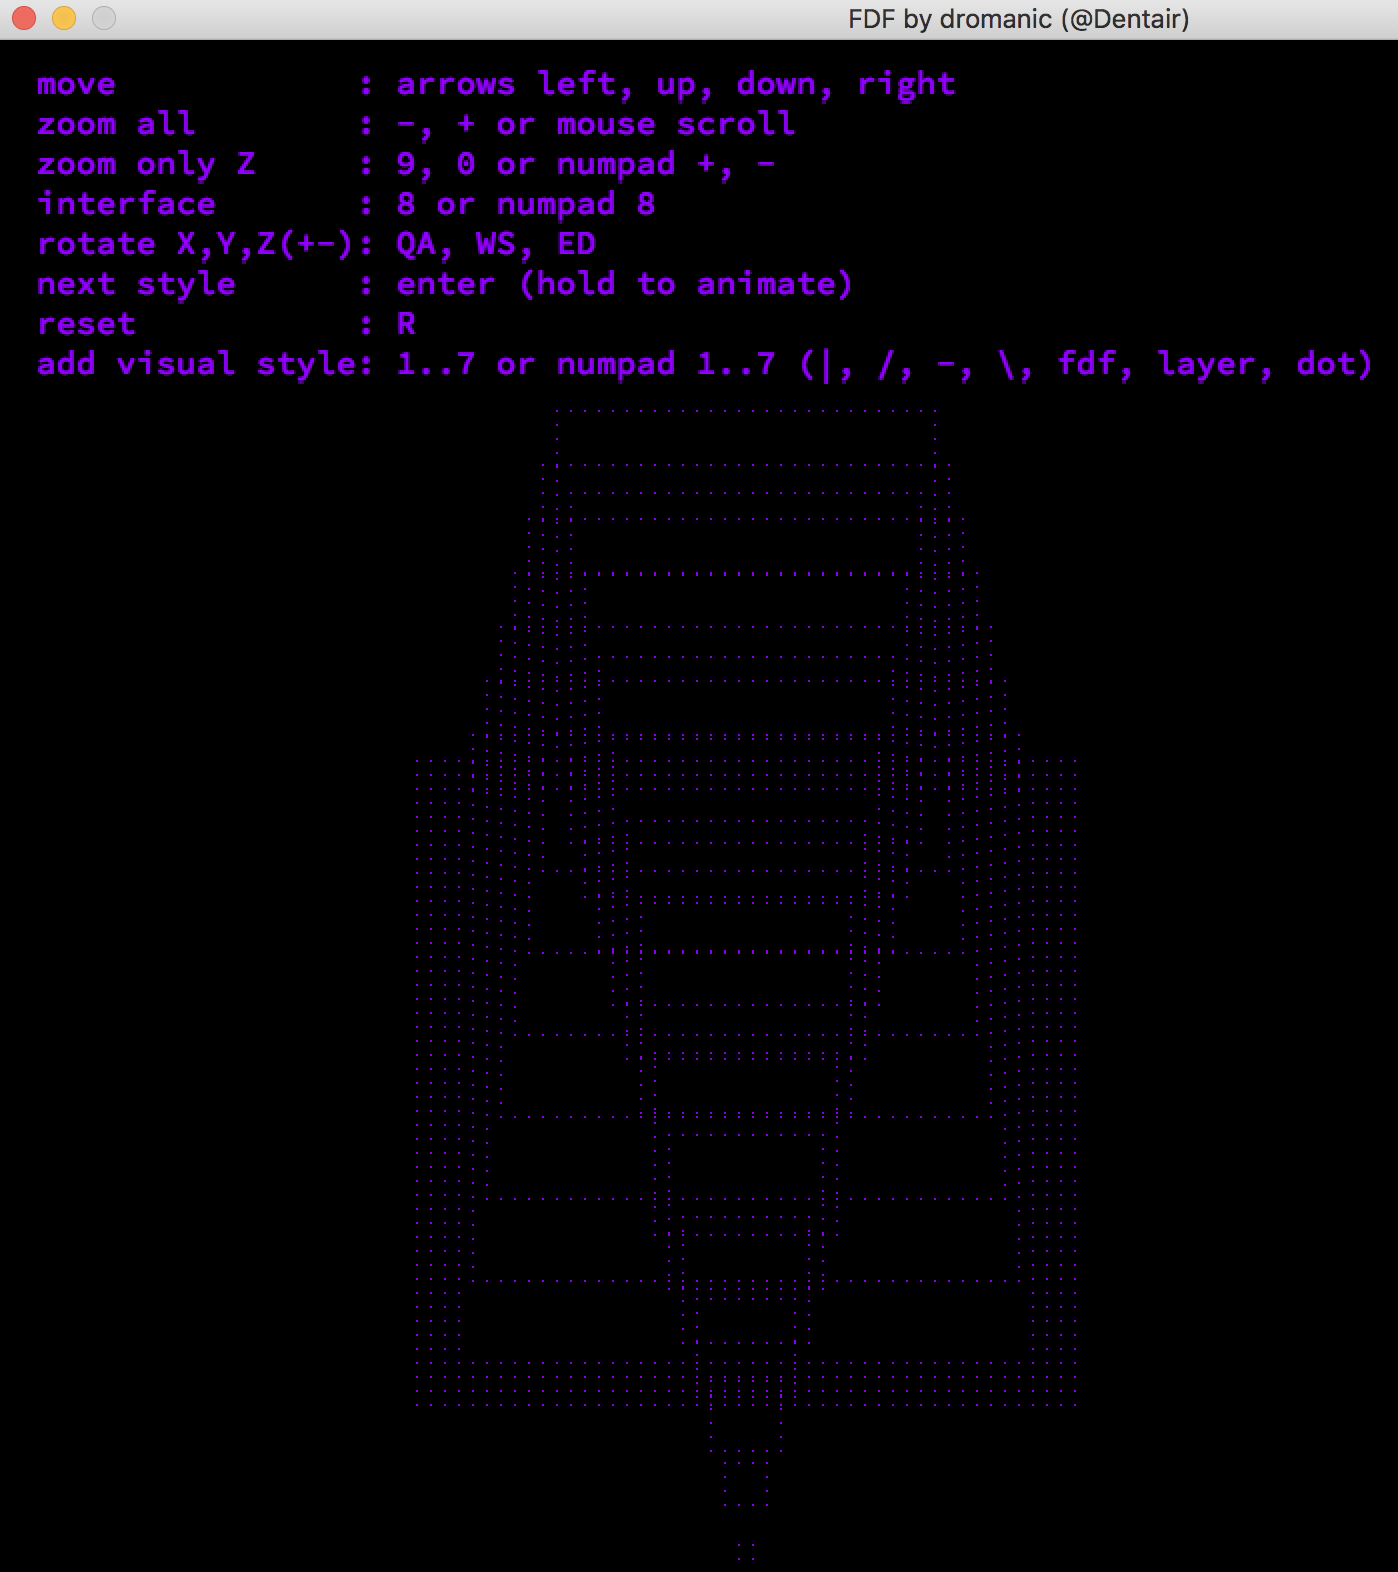 FDF by dromanic (@Dentair)
move            : arrows left, up, down, right
zoom all        : -, + or mouse scroll
zoom only Z     : 9, 0 or numpad +, -
interface       : 8 or numpad 8
rotate X,Y,Z(+-): QA, WS, ED
next style      : enter (hold to animate)
reset           : R
add visual style: 1..7 or numpad 1..7 (|, /, -, \, fdf, layer, dot)